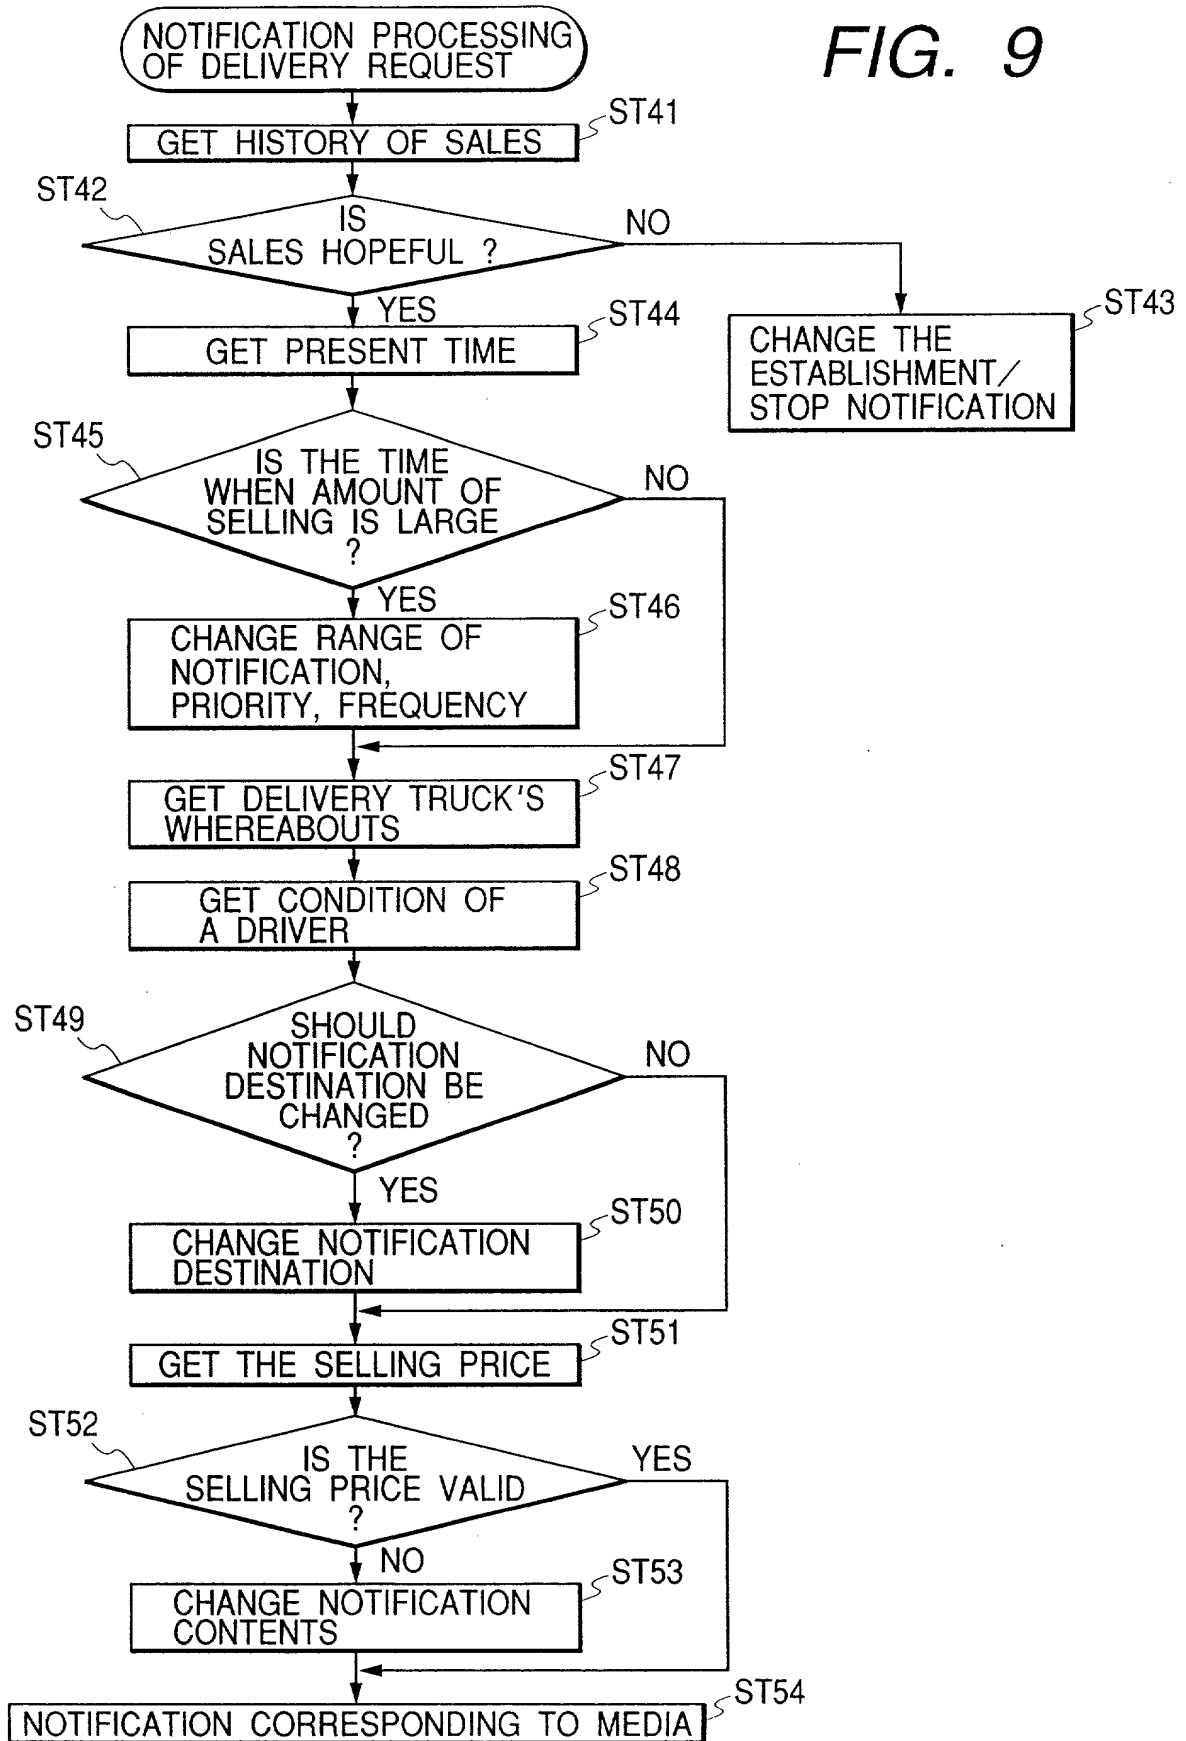 NOTIFICATION PROCESSING
OF DELIVERY REQUEST
FIG. 9
ST41
GET HISTORY OF SALES
ST42
IS
SALES HOPEFUL ?
NO
YES
ST43
CHANGE THE
ESTABLISHMENT/
STOP NOTIFICATION
ST44
GET PRESENT TIME
ST45
IS THE TIME
WHEN AMOUNT OF
SELLING IS LARGE
?
NO
YES
ST46
CHANGE RANGE OF
NOTIFICATION,
PRIORITY, FREQUENCY
ST47
GET DELIVERY TRUCK'S
WHEREABOUTS
ST48
GET CONDITION OF
A DRIVER
ST49
SHOULD
NOTIFICATION
DESTINATION BE
CHANGED
?
NO
YES
ST50
CHANGE NOTIFICATION
DESTINATION
ST51
GET THE SELLING PRICE
ST52
IS THE
SELLING PRICE VALID
?
YES
NO
ST53
CHANGE NOTIFICATION
CONTENTS
ST54
NOTIFICATION CORRESPONDING TO MEDIA